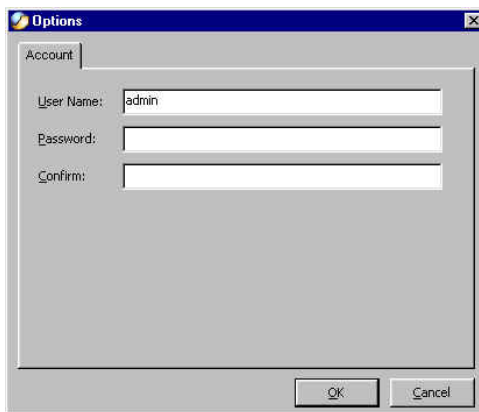 Options
Account
User Name: admin
Password:
Confirm:
OK Cancel